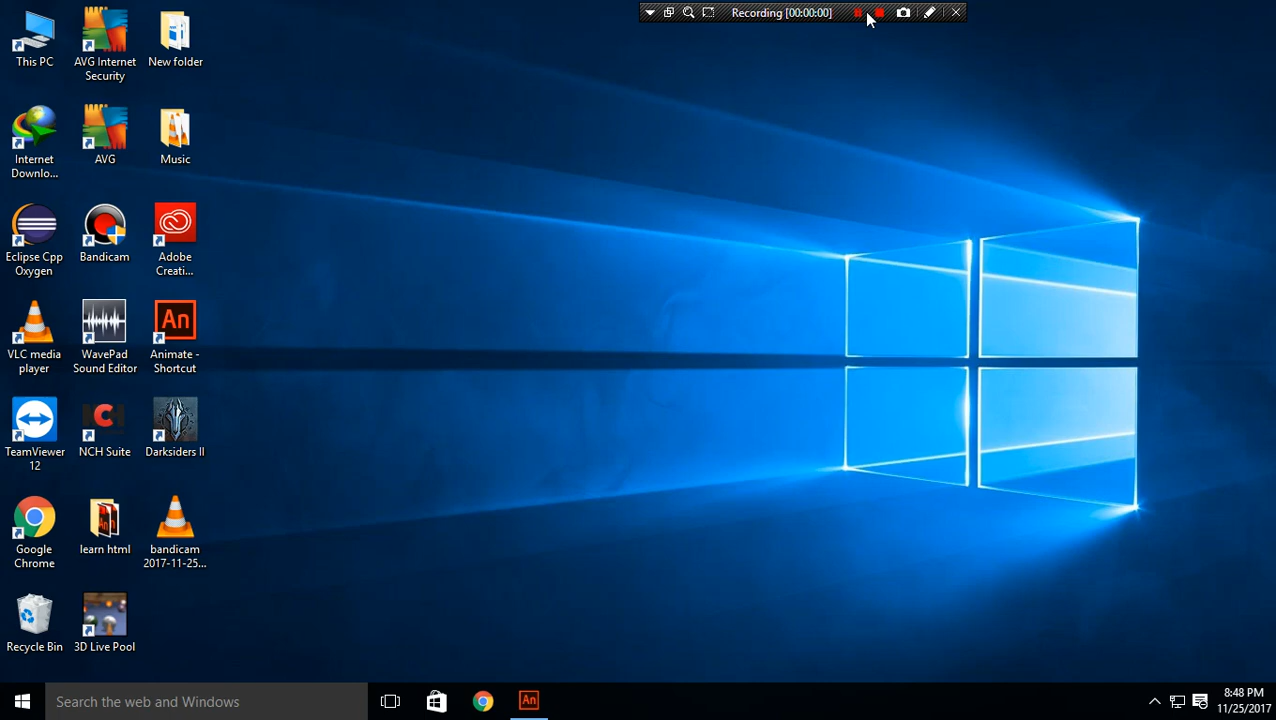 Recording [00:00:00]
This PC
AVG Internet
Security
New folder
Internet
Downlo...
AVG
Music
Eclipse Cpp
Oxygen
Bandicam
Adobe
Creati...
VLC media
player
WavePad
Sound Editor
An
Animate -
Shortcut
TeamViewer
12
NCH
NCH Suite
Darksiders II
Google
Chrome
learn html
bandicam
2017-11-25...
Recycle Bin
3D Live Pool
Search the web and Windows
An
8:48 PM
11/25/2017